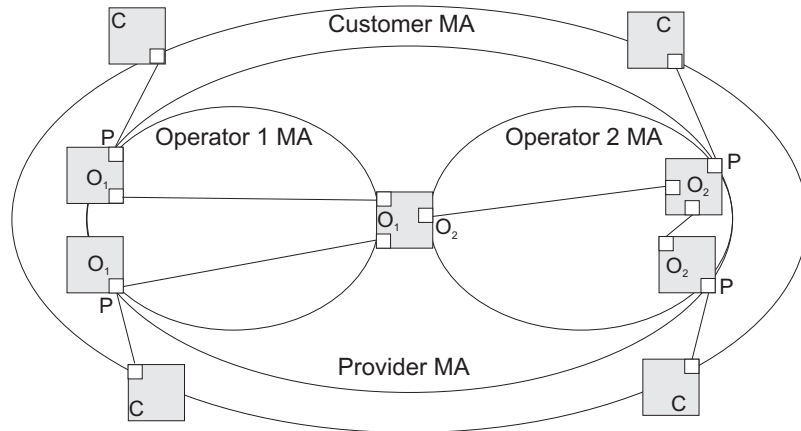 C
Customer MA
C
P
Operator 1 MA
Operator 2 MA
P
O₁
O₂
O₁
O₂
O₁
O₂
P
P
Provider MA
C
C